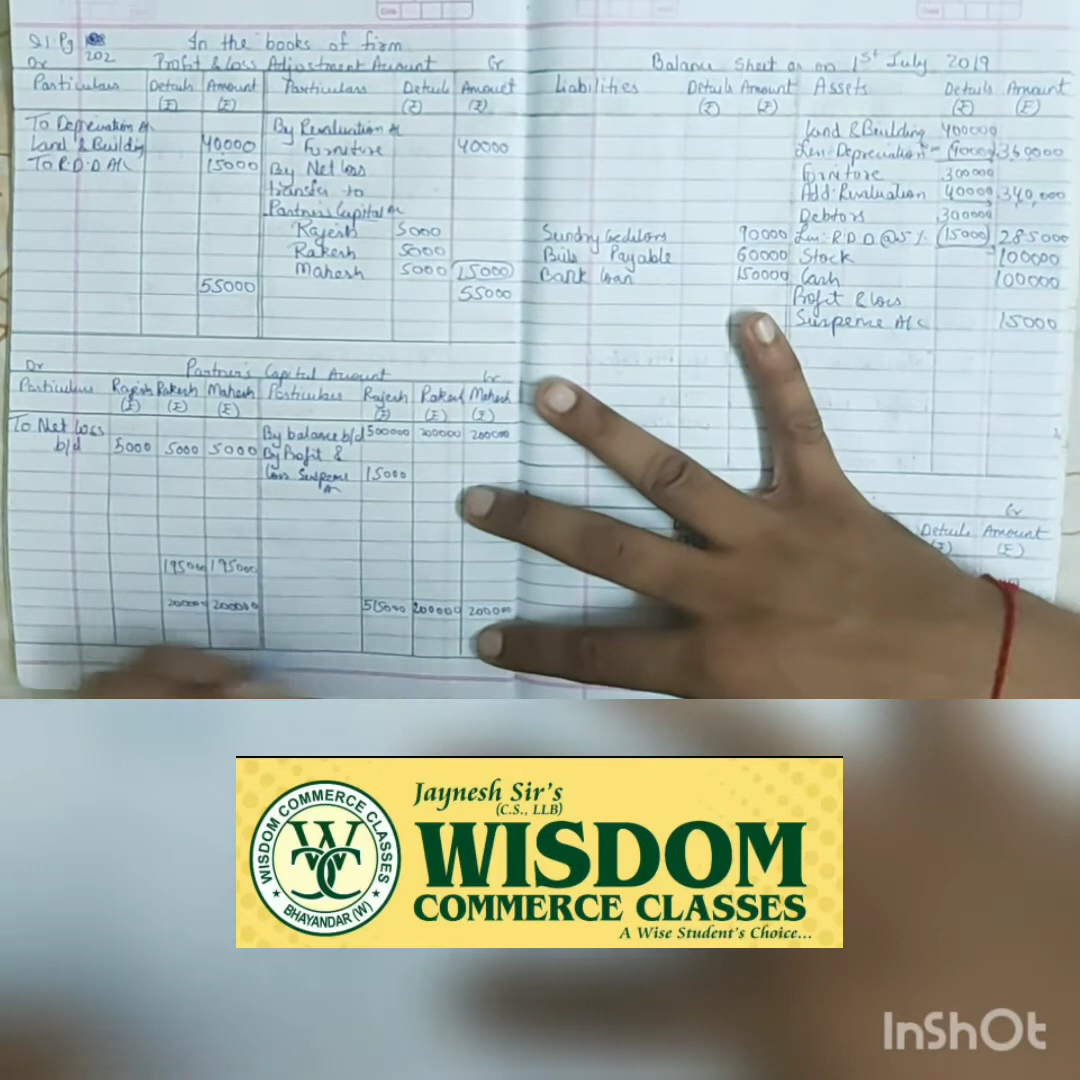 Q1. Pg 202
In the books of firm
Dr Profit & Loss Adjustment Account Cr
Particulars Details (₹) Amount (₹) Particulars Details (₹) Amount (₹)
To Depreciation A/c By Revaluation A/c
Land & Building 40000 Furniture 40000
To R.D.D A/c 15000 By Net loss
transfer to
Partner's Capital A/c
Rajesh 5000
Rakesh 5000
Mahesh 5000 15000
55000 55000
Dr Partner's Capital Account Cr
Particulars Rajesh (₹) Rakesh (₹) Mahesh (₹) Particulars Rajesh (₹) Rakesh (₹) Mahesh (₹)
To Net Loss By balance b/d 500000 200000 200000
b/d 5000 5000 5000 By Profit &
Loss Suspense A/c 15000
195000 195000
200000 200000 515000 200000 200000
Balance Sheet as on 1st July 2019
Liabilities Details (₹) Amount (₹) Assets Details (₹) Amount (₹)
Land & Building 400000
Less: Depreciation (40000) 360000
Furniture 300000
Add: Revaluation 40000 340,000
Debtors 300000
Sundry Creditors 90000 Less: R.D.D @5% (15000) 285000
Bills Payable 60000 Stock 100000
Bank loan 150000 Cash 100000
Profit & Loss
Suspense A/c 15000
Cr
Details (₹) Amount (₹)
WISDOM COMMERCE CLASSES
BHAYANDAR (W)
Jaynesh Sir's
(C.S., LLB)
WISDOM
COMMERCE CLASSES
A Wise Student's Choice...
InShOt